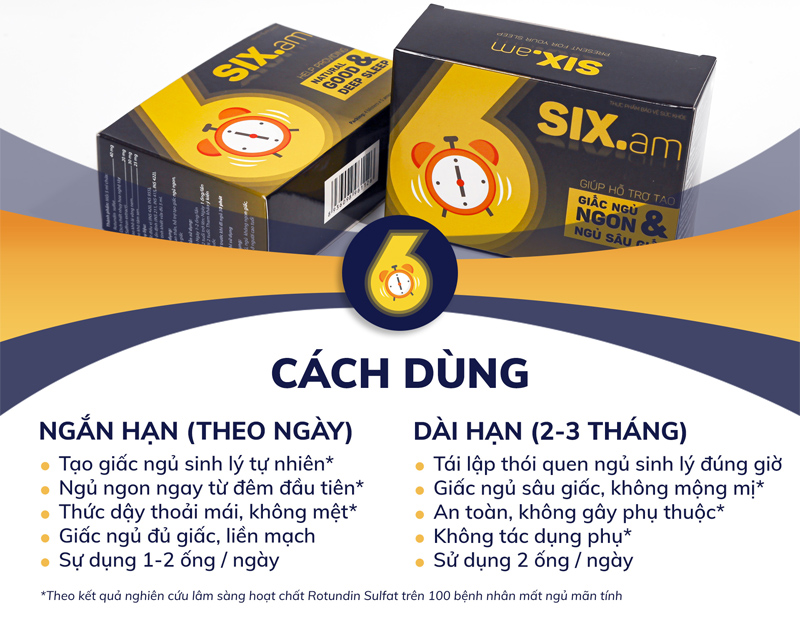 SIX.am
HELP PROVIDING
NATURAL
GOOD &
DEEP SLEEP
PRESENT FOR YOUR SLEEP
SIX.am
SIX.am
GIÚP HỖ TRỢ TẠO
GIẤC NGỦ
NGON &
NGỦ SÂU
6
CÁCH DÙNG
NGẮN HẠN (THEO NGÀY)
Tạo giấc ngủ sinh lý tự nhiên*
Ngủ ngon ngay từ đêm đầu tiên*
Thức dậy thoải mái, không mệt*
Giấc ngủ đủ giấc, liền mạch
Sự dụng 1-2 ống / ngày
DÀI HẠN (2-3 THÁNG)
Tái lập thói quen ngủ sinh lý đúng giờ
Giấc ngủ sâu giấc, không mộng mị*
An toàn, không gây phụ thuộc*
Không tác dụng phụ*
Sử dụng 2 ống / ngày
*Theo kết quả nghiên cứu lâm sàng hoạt chất Rotundin Sulfat trên 100 bệnh nhân mất ngủ mãn tính